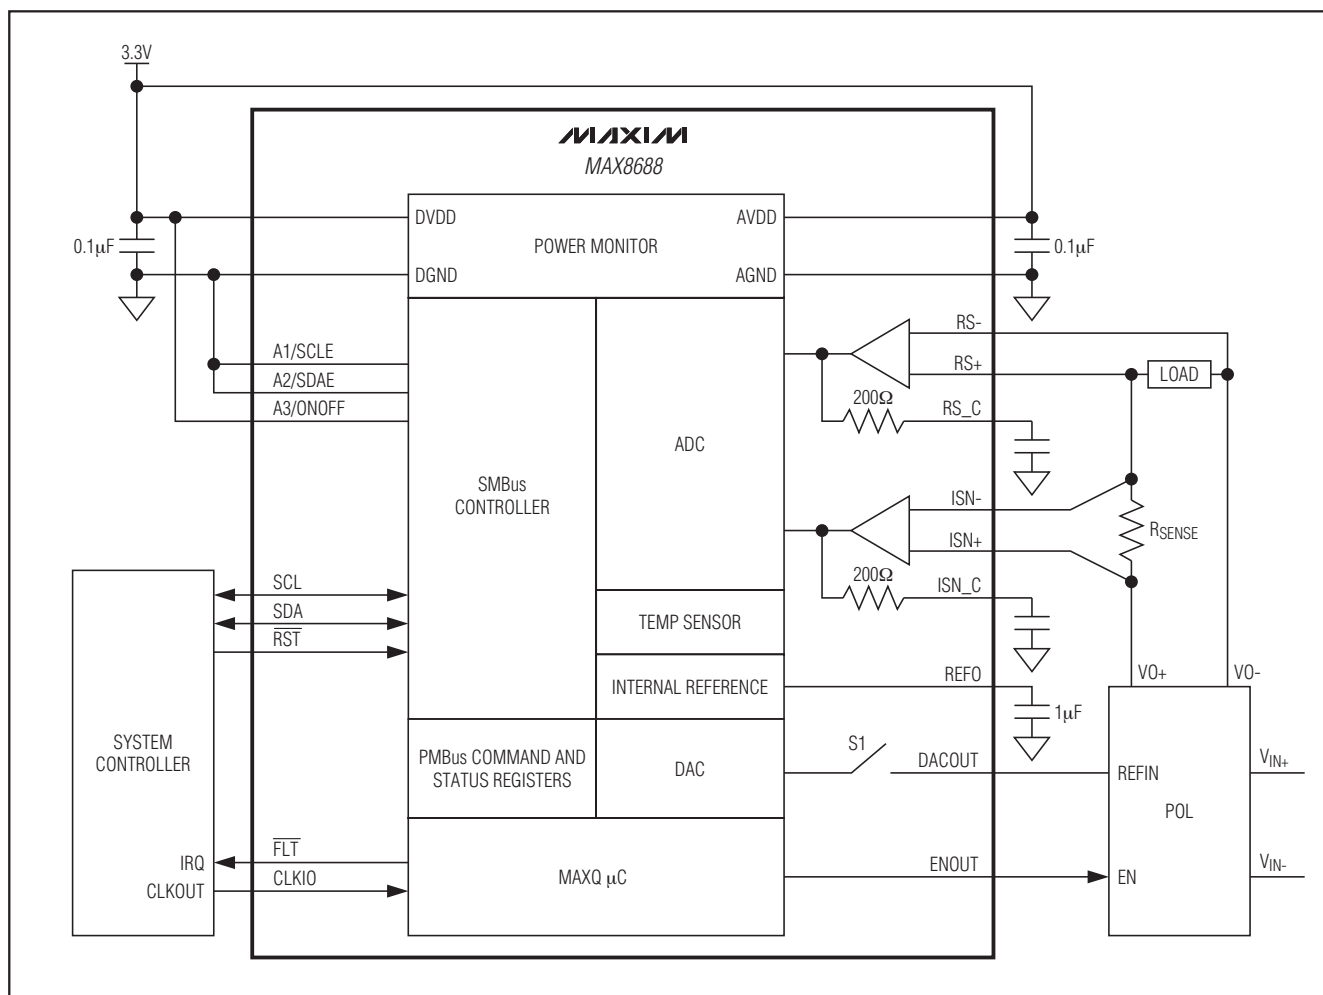 3.3V
MAXIM
MAX8688
DVDD
AVDD
0.1µF
POWER MONITOR
0.1µF
DGND
AGND
RS-
A1/SCLE
RS+
LOAD
A2/SDAE
200Ω
RS_C
A3/ONOFF
ADC
SMBus
CONTROLLER
ISN-
RSENSE
ISN+
200Ω
ISN_C
SCL
SDA
TEMP SENSOR
RST
VO+
VO-
INTERNAL REFERENCE
REFO
1µF
SYSTEM
CONTROLLER
PMBus COMMAND AND
STATUS REGISTERS
DAC
S1
DACOUT
REFIN
VIN+
POL
FLT
IRQ
MAXQ µC
ENOUT
EN
VIN-
CLKIO
CLKOUT